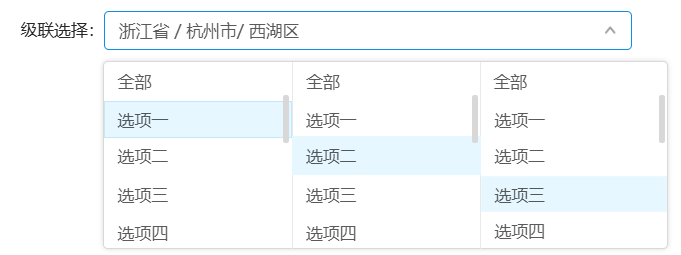 级联选择： 浙江省 / 杭州市/ 西湖区
全部 全部 全部
选项一 选项一 选项一
选项二 选项二 选项二
选项三 选项三 选项三
选项四 选项四 选项四